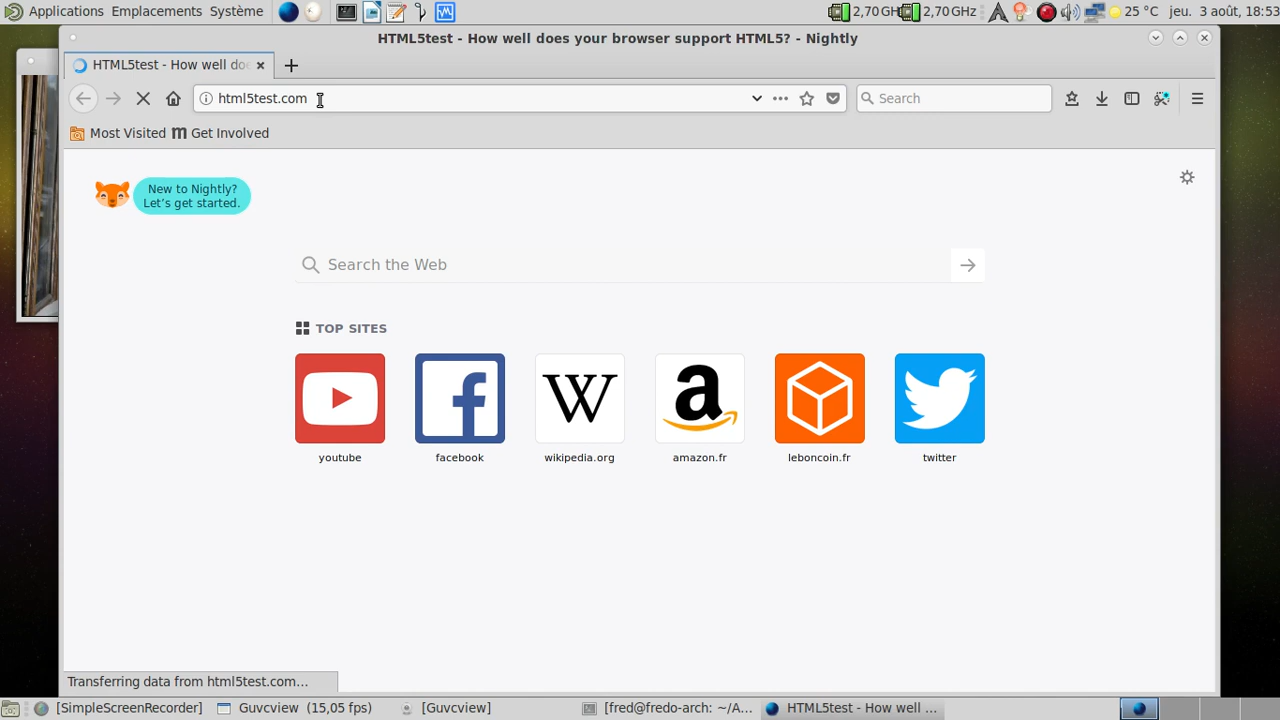 Applications Emplacements Système 2,70 GHz 2,70 GHz 25 °C jeu. 3 août, 18:53
HTML5test - How well does your browser support HTML5? - Nightly
HTML5test - How well doe
html5test.com Search
Most Visited Get Involved
New to Nightly?
Let's get started.
Search the Web
TOP SITES
youtube facebook wikipedia.org amazon.fr leboncoin.fr twitter
Transferring data from html5test.com…
[SimpleScreenRecorder] Guvcview (15,05 fps) [Guvcview] [fred@fredo-arch: ~/A... HTML5test - How well ...